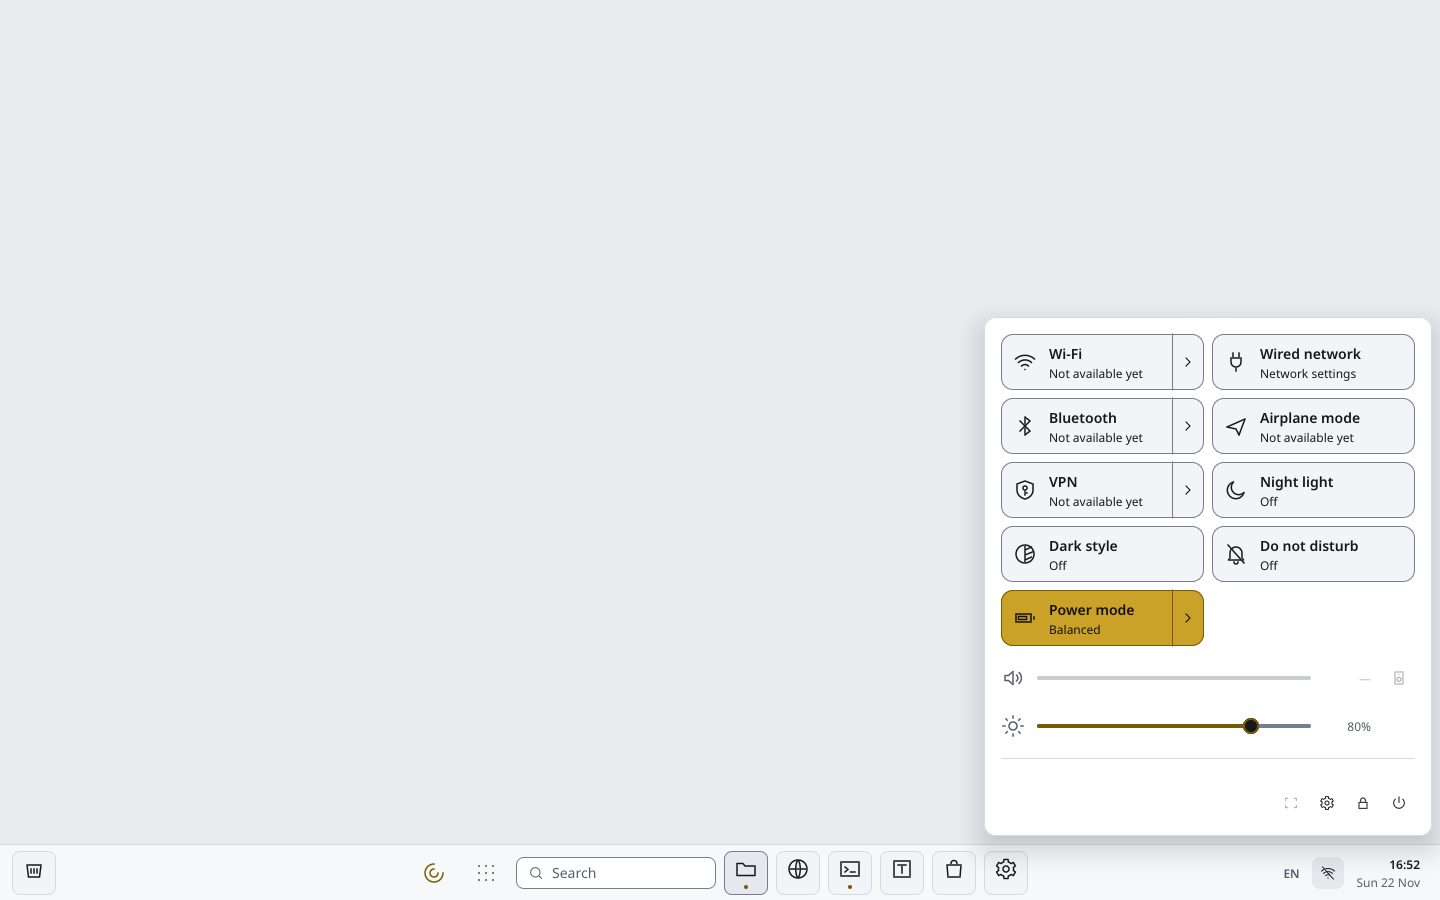 Wi-Fi
Not available yet
Wired network
Network settings
Bluetooth
Not available yet
Airplane mode
Not available yet
VPN
Not available yet
Night light
Off
Dark style
Off
Do not disturb
Off
Power mode
Balanced
—
80%
Search
EN
16:52
Sun 22 Nov